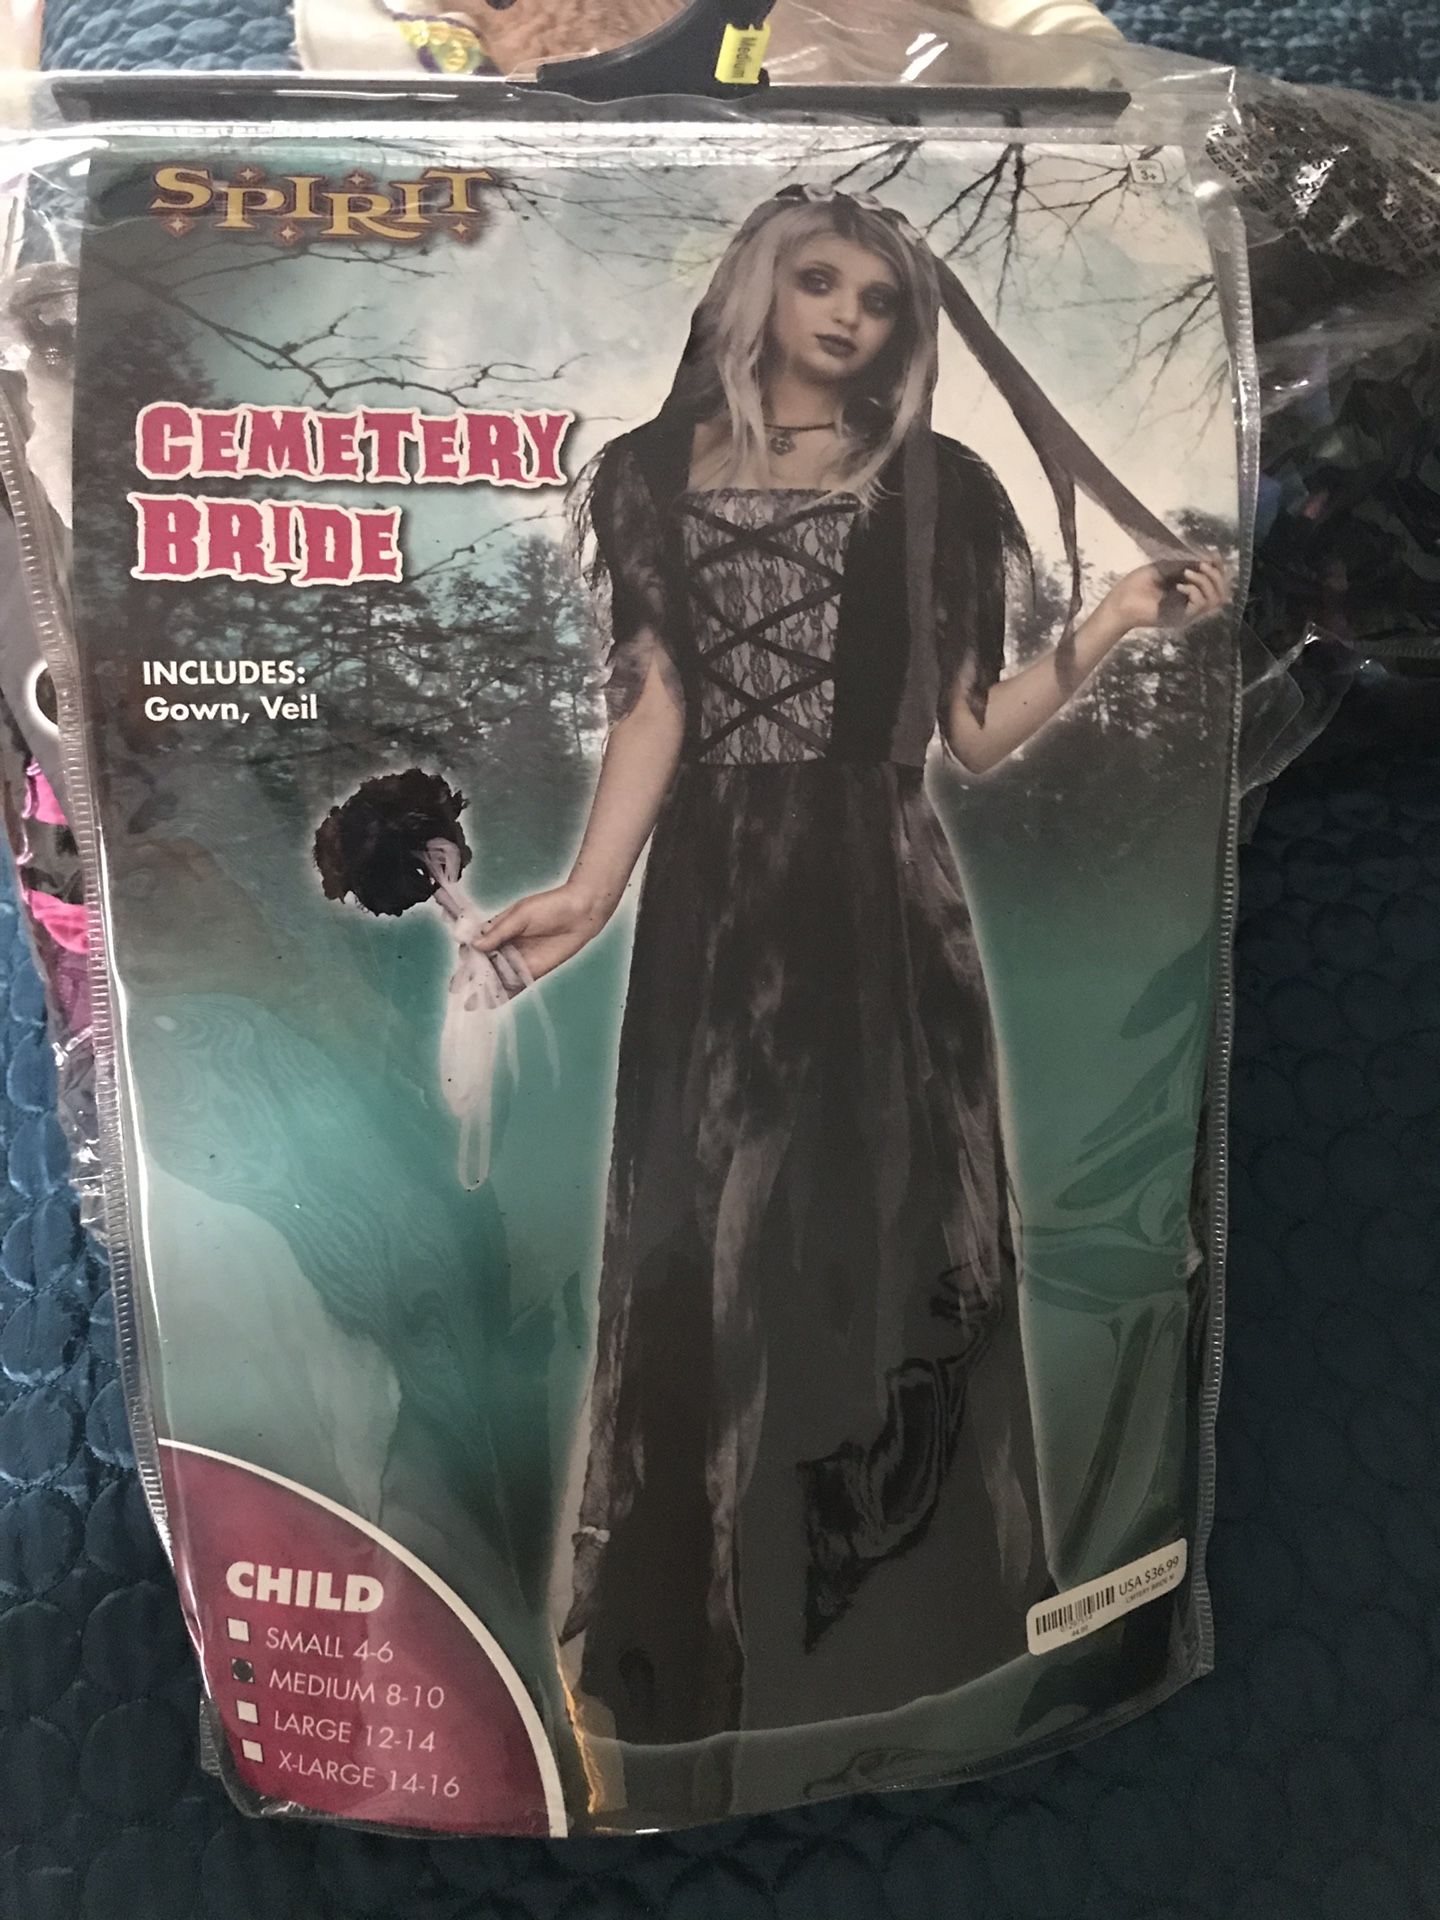 Medium
SPIRIT
3+
CEMETERY
BRIDE
INCLUDES:
Gown, Veil
CHILD
SMALL 4-6
MEDIUM 8-10
LARGE 12-14
X-LARGE 14-16
USA $36.99